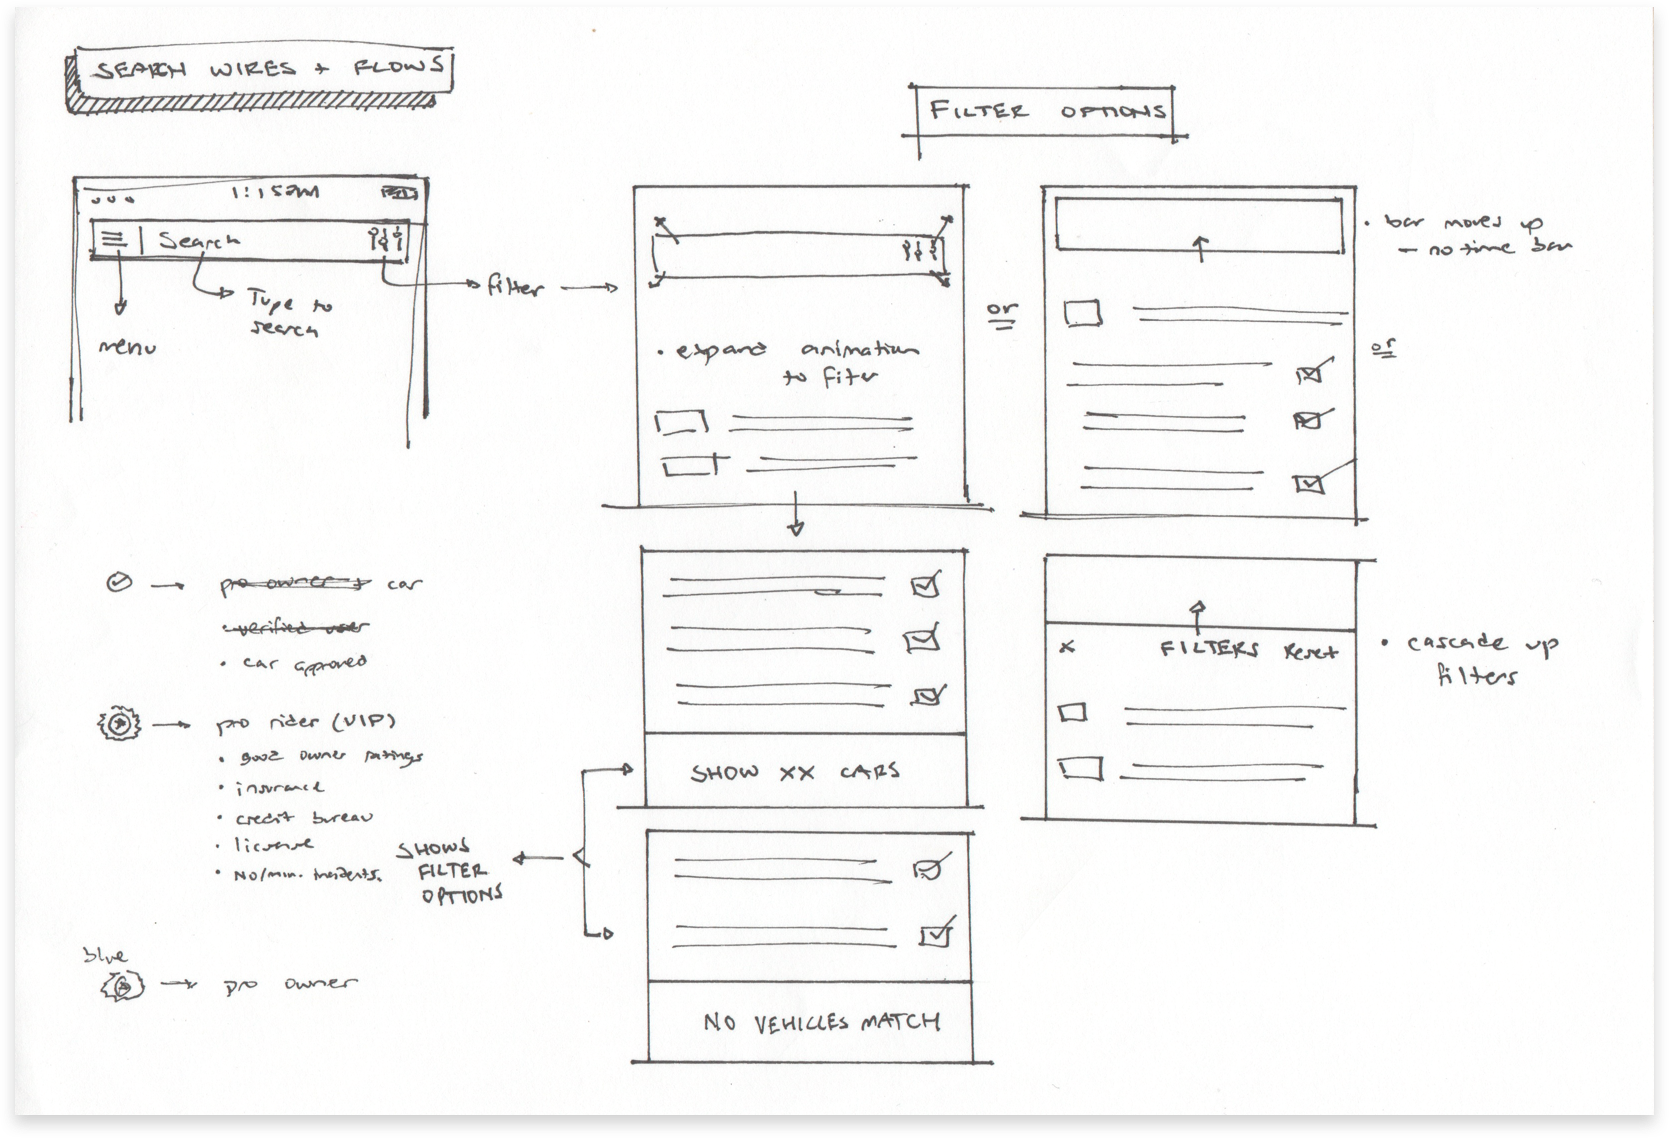 SEARCH WIRES + FLOWS
FILTER OPTIONS
1:15AM
Search
menu
Type to
search
filter
• expand animation
to filtr
or
• bar moves up
– no time bar
or
pro owner + car
• verified user
• car approved
pro rider (VIP)
• good owner ratings
• insurance
• credit bureau
• license
• No/min. incidents.
blue
pro owner
SHOWS
FILTER
OPTIONS
SHOW XX CARS
NO VEHICLES MATCH
x FILTERS Reset
• cascade up
filters